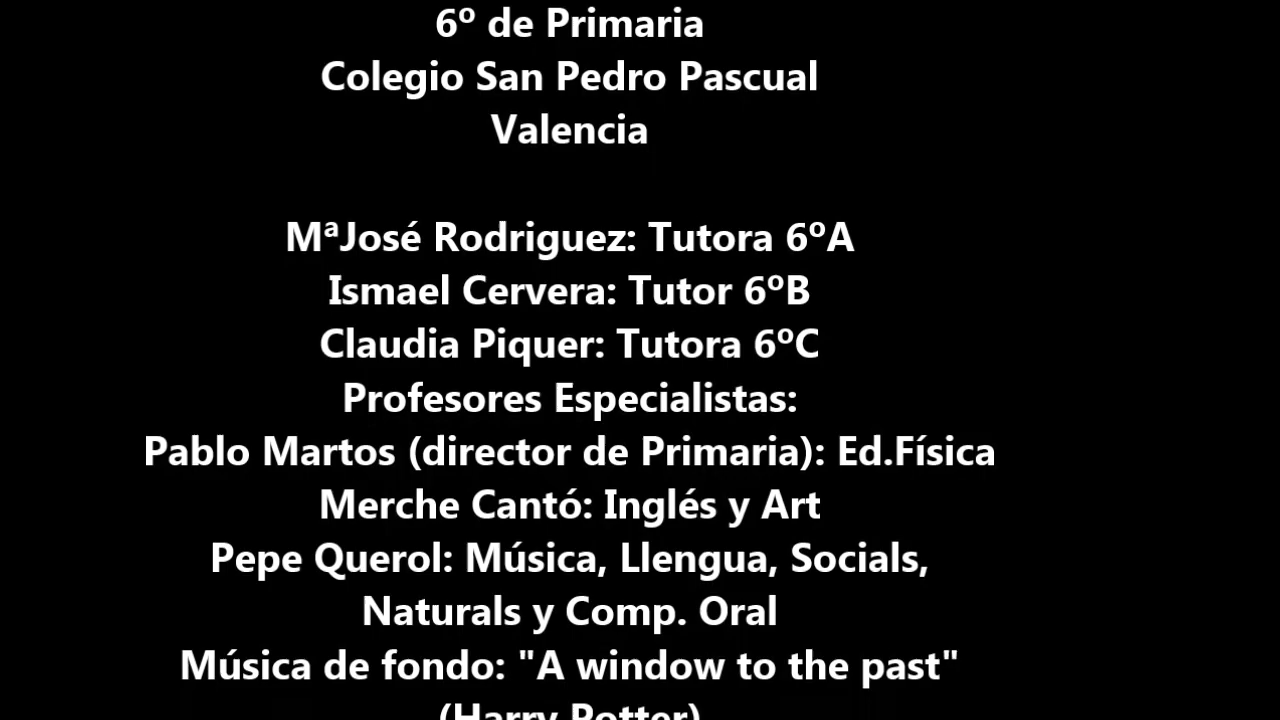 6º de Primaria
Colegio San Pedro Pascual
Valencia
MªJosé Rodriguez: Tutora 6ºA
Ismael Cervera: Tutor 6ºB
Claudia Piquer: Tutora 6ºC
Profesores Especialistas:
Pablo Martos (director de Primaria): Ed.Física
Merche Cantó: Inglés y Art
Pepe Querol: Música, Llengua, Socials,
Naturals y Comp. Oral
Música de fondo: "A window to the past"
(Harry Potter)